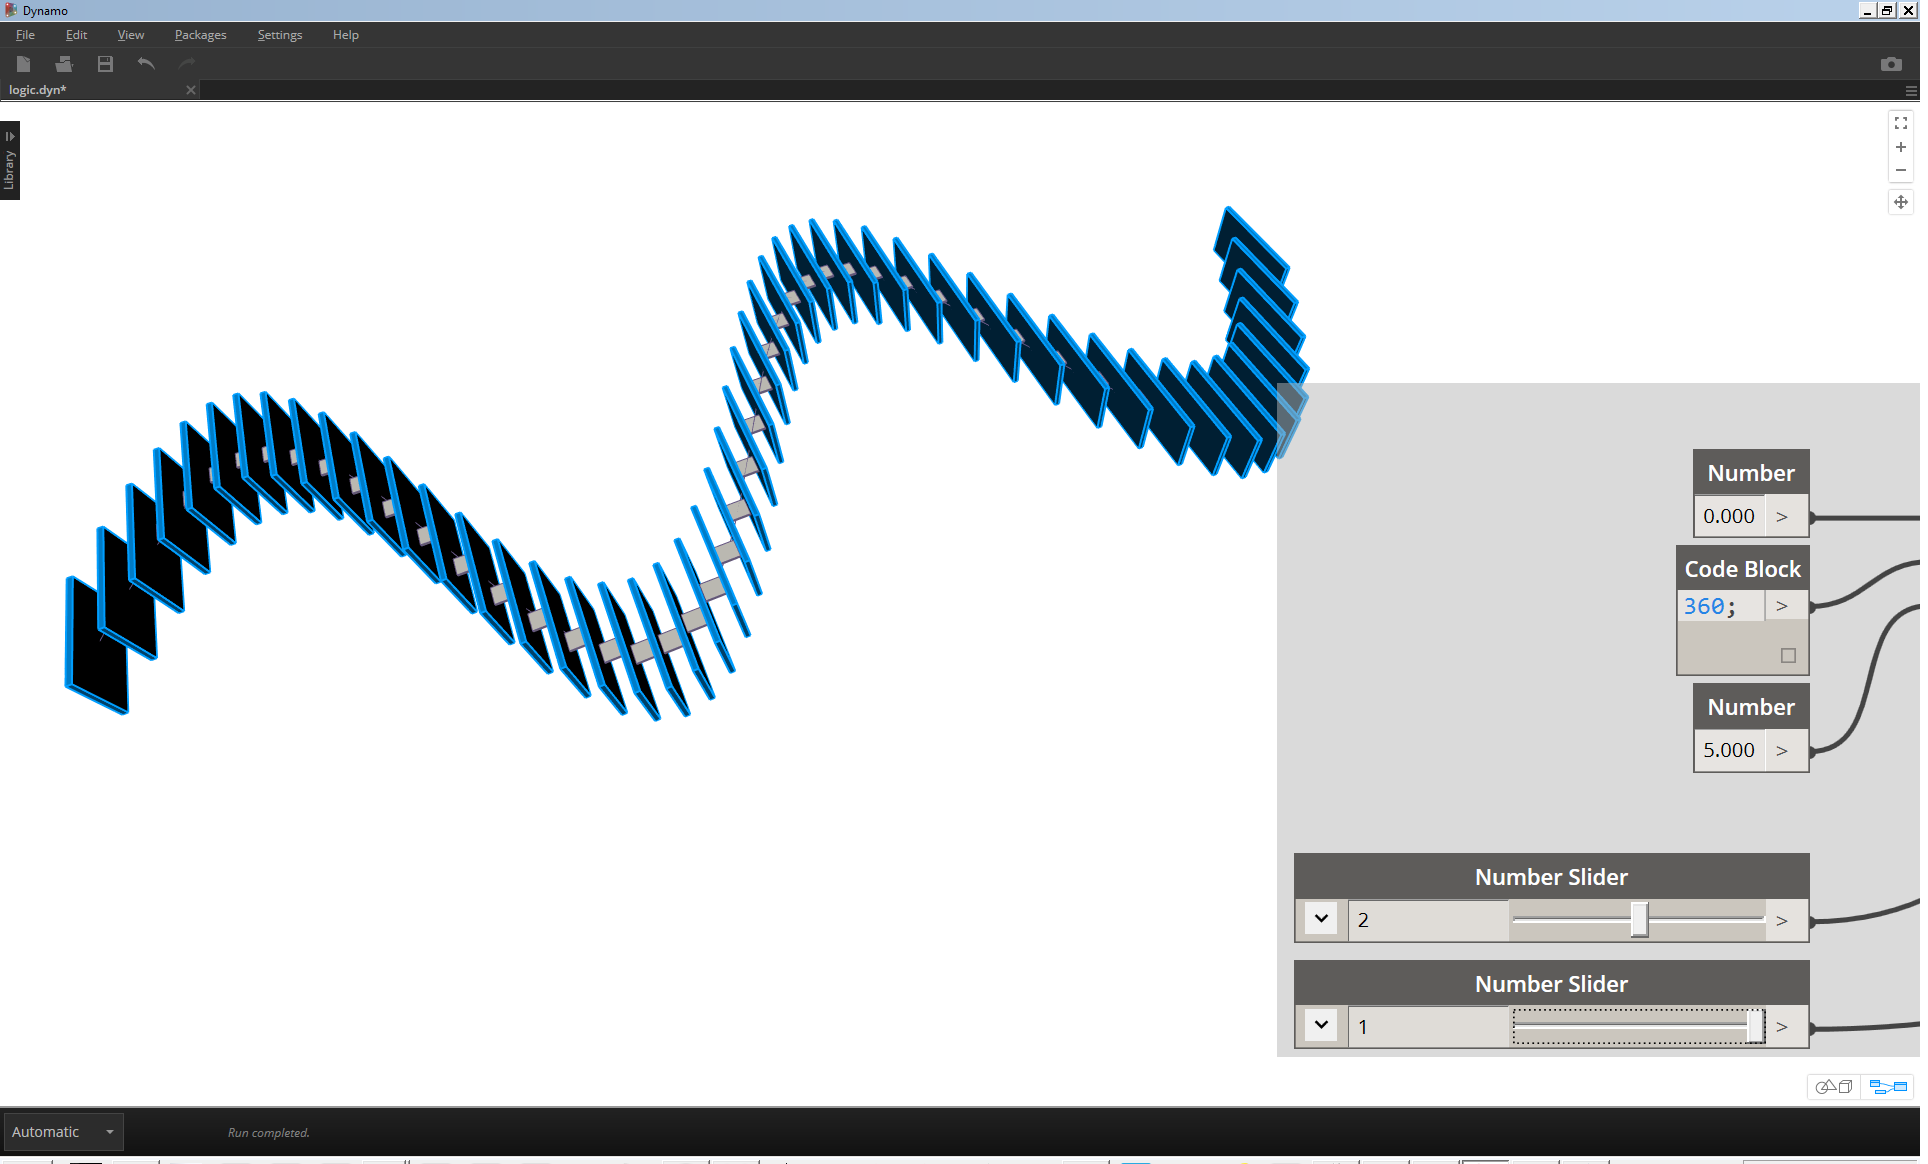 Dynamo
File Edit View Packages Settings Help
logic.dyn*
Library
Number
0.000 >
Code Block
360; >
Number
5.000 >
Number Slider
2 >
Number Slider
1 >
Automatic
Run completed.